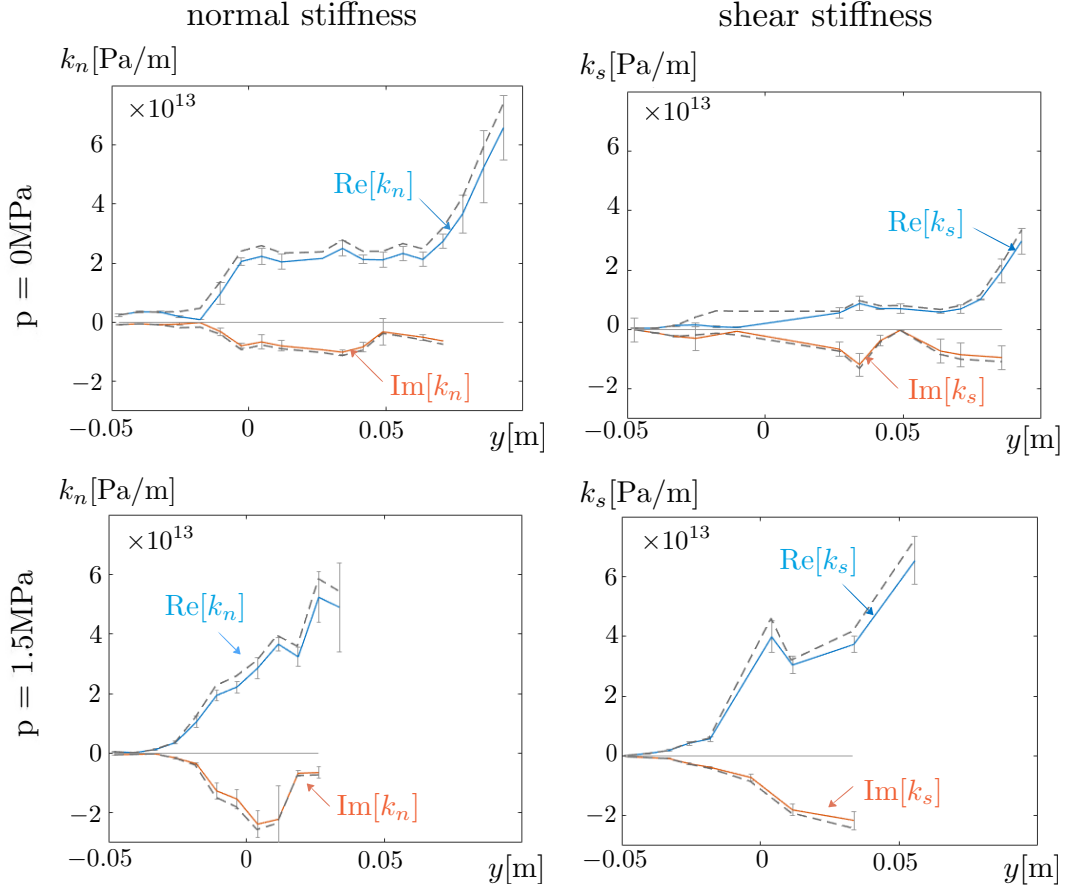 normal stiffness
shear stiffness
k_n[Pa/m]
k_s[Pa/m]
×10^13
×10^13
p = 0MPa
6
4
2
0
−2
Re[k_n]
Im[k_n]
−0.05
0
0.05
y[m]
6
4
2
0
−2
Re[k_s]
Im[k_s]
−0.05
0
0.05
y[m]
k_n[Pa/m]
k_s[Pa/m]
×10^13
×10^13
p = 1.5MPa
6
4
2
0
−2
Re[k_n]
Im[k_n]
−0.05
0
0.05
y[m]
6
4
2
0
−2
Re[k_s]
Im[k_s]
−0.05
0
0.05
y[m]